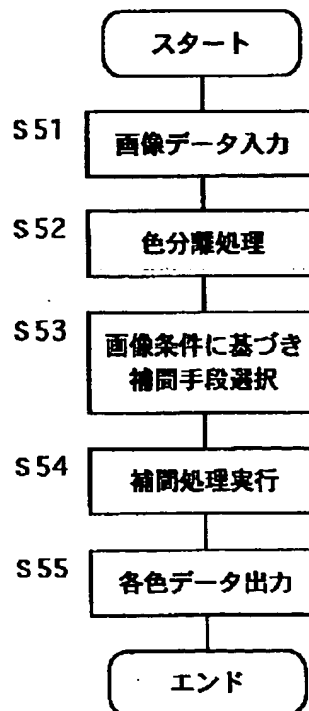 スタート
S51
画像データ入力
S52
色分離処理
S53
画像条件に基づき
補間手段選択
S54
補間処理実行
S55
各色データ出力
エンド